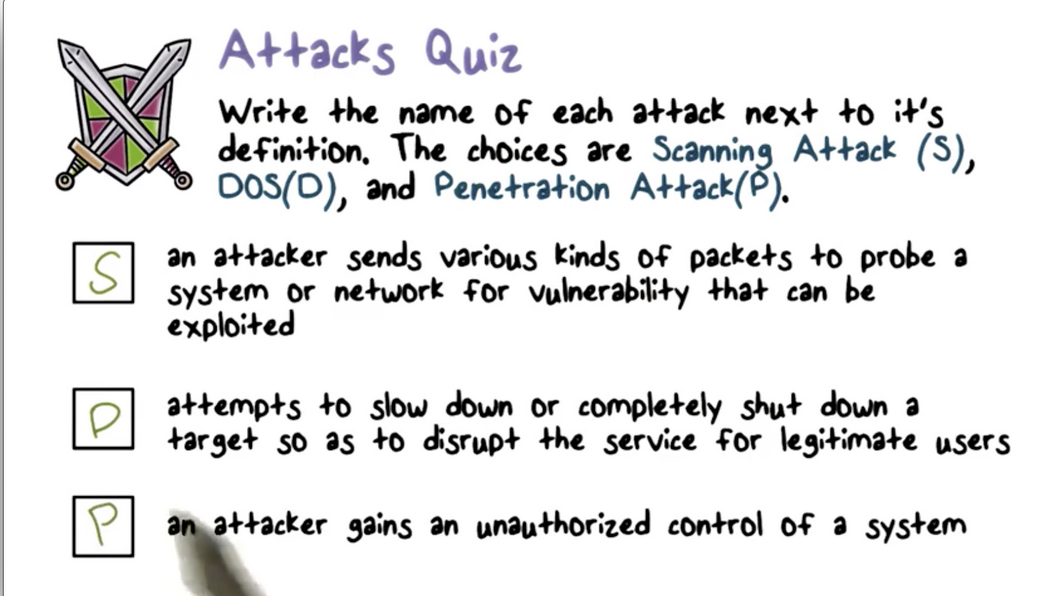 Attacks Quiz
Write the name of each attack next to it's
definition. The choices are Scanning Attack (S),
DOS(D), and Penetration Attack(P).
S
an attacker sends various kinds of packets to probe a
system or network for vulnerability that can be
exploited
D
attempts to slow down or completely shut down a
target so as to disrupt the service for legitimate users
P
an attacker gains an unauthorized control of a system